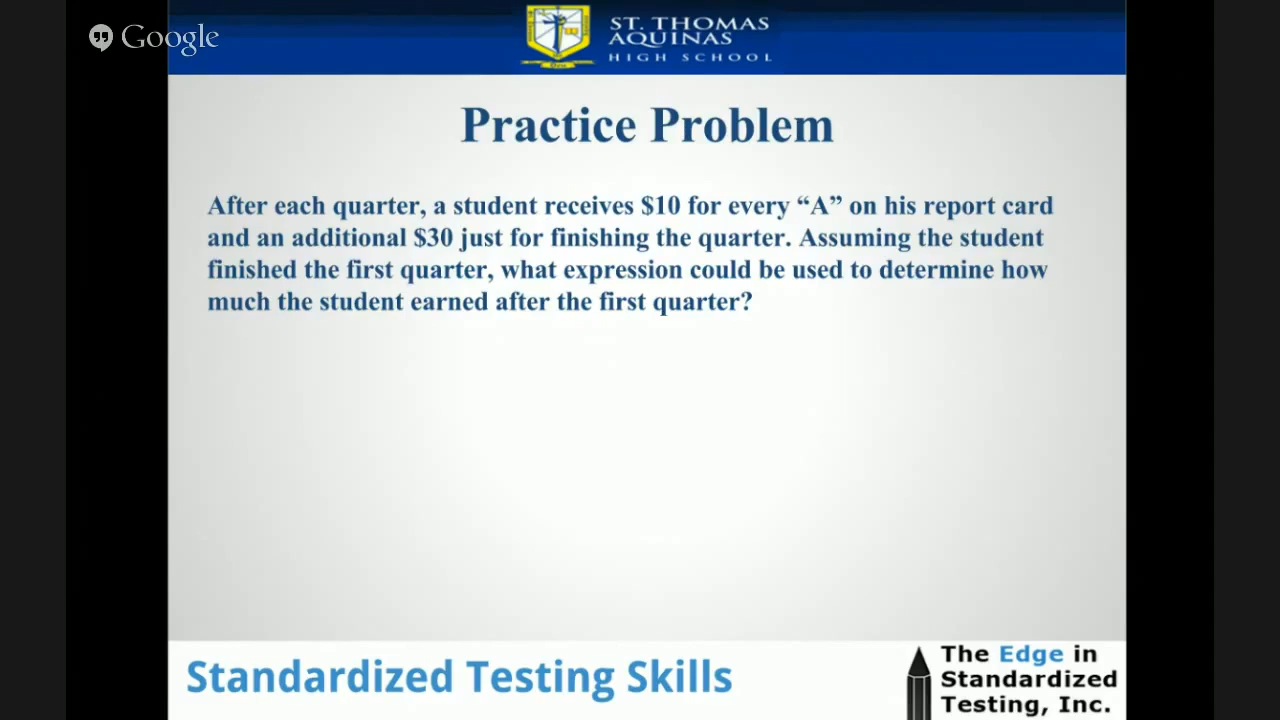 Google
ST. THOMAS
AQUINAS
HIGH SCHOOL
Practice Problem
After each quarter, a student receives $10 for every “A” on his report card
and an additional $30 just for finishing the quarter. Assuming the student
finished the first quarter, what expression could be used to determine how
much the student earned after the first quarter?
Standardized Testing Skills
The Edge in
Standardized
Testing, Inc.